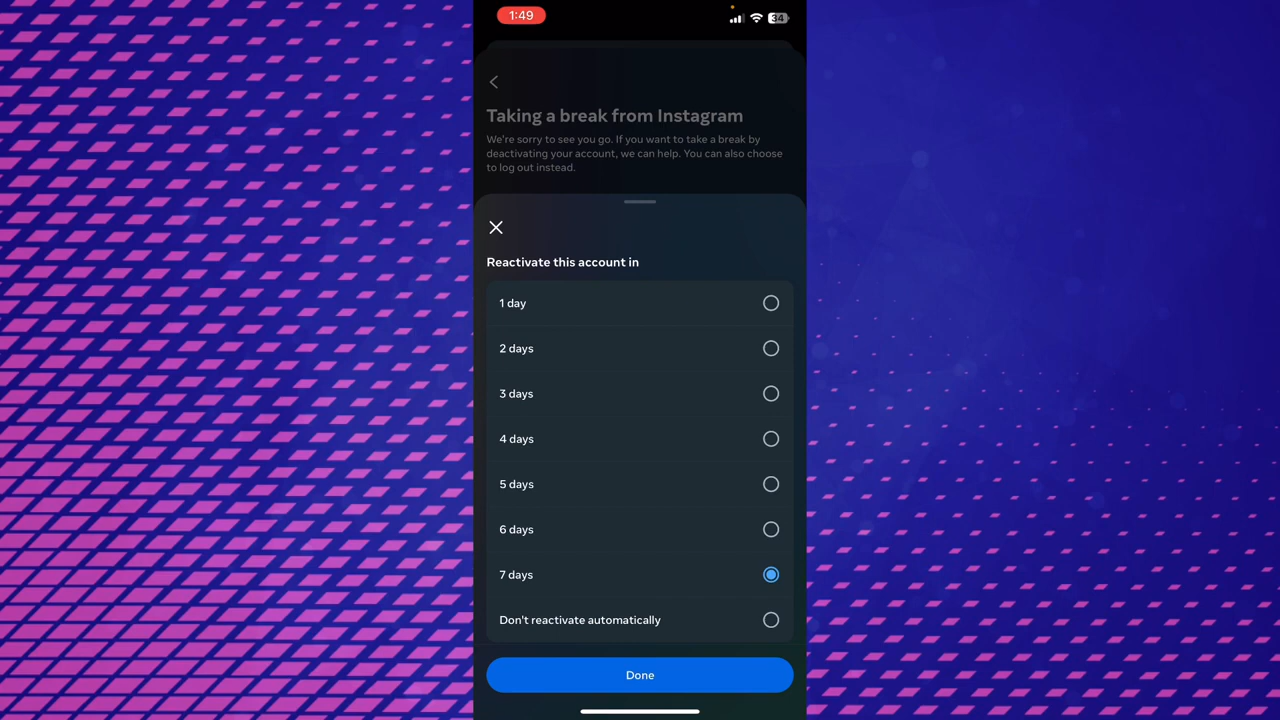 1:49
34
Taking a break from Instagram
We're sorry to see you go. If you want to take a break by
deactivating your account, we can help. You can also choose
to log out instead.
Reactivate this account in
1 day
2 days
3 days
4 days
5 days
6 days
7 days
Don't reactivate automatically
Done